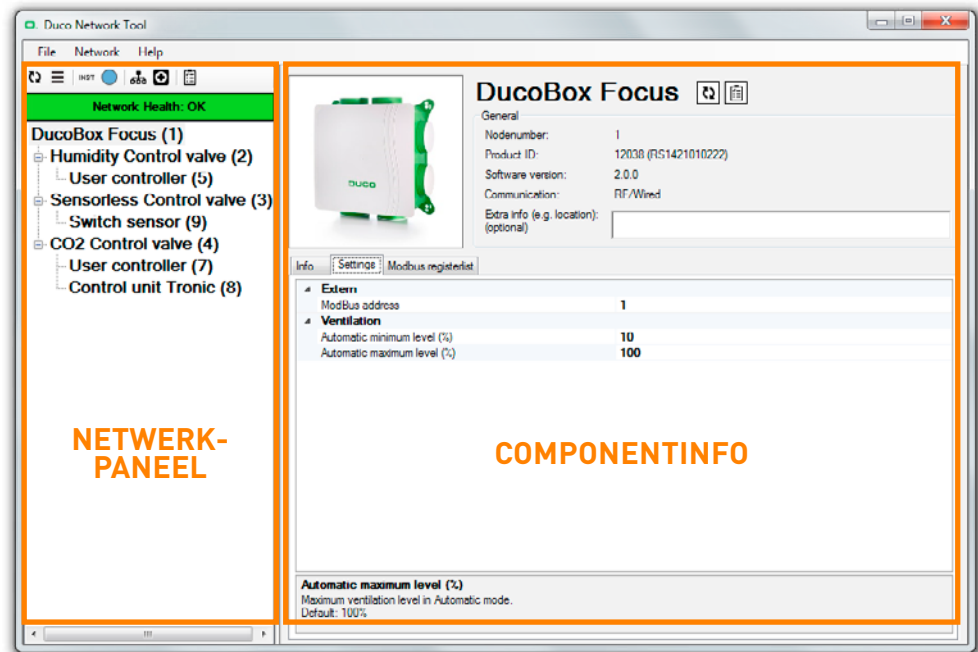 Duco Network Tool
File Network Help
INST
Network Health: OK
DucoBox Focus (1)
Humidity Control valve (2)
User controller (5)
Sensorless Control valve (3)
Switch sensor (9)
CO2 Control valve (4)
User controller (7)
Control unit Tronic (8)
NETWERK-
PANEEL
DUCO
DucoBox Focus
General
Nodenumber: 1
Product ID: 12038 (RS1421010222)
Software version: 2.0.0
Communication: RF/Wired
Extra info (e.g. location):
(optional)
Info Settings Modbus registerlist
Extern
ModBus address 1
Ventilation
Automatic minimum level (%) 10
Automatic maximum level (%) 100
COMPONENTINFO
Automatic maximum level (%)
Maximum ventilation level in Automatic mode.
Default: 100%